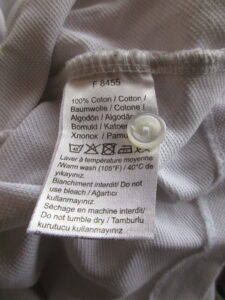 F 8455
100% Coton / Cotton /
Baumwolle / Cotone /
Algodón / Algodão
Bomuld / Katoen
Хлопок / Pamu
Laver à température moyenne
/Warm wash (105°F) / 40°C de
yıkayınız.
Blanchiment interdit/ Do not
use bleach / Ağartıcı
kullanmayınız.
Séchage en machine interdit/
Do not tumble dry / Tamburlu
kurutucu kullanmayınız